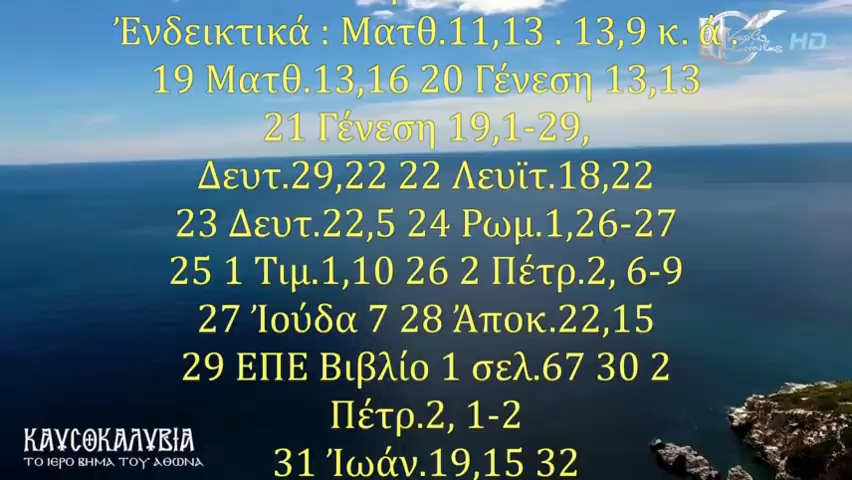 Ἐνδεικτικά : Ματθ.11,13 . 13,9 κ. ά .
HD
19 Ματθ.13,16 20 Γένεση 13,13
21 Γένεση 19,1-29,
Δευτ.29,22 22 Λευϊτ.18,22
23 Δευτ.22,5 24 Ρωμ.1,26-27
25 1 Τιμ.1,10 26 2 Πέτρ.2, 6-9
27 Ἰούδα 7 28 Ἀποκ.22,15
29 ΕΠΕ Βιβλίο 1 σελ.67 30 2
Πέτρ.2, 1-2
31 Ἰωάν.19,15 32
ΚΑΥΣΟΚΑΛΥΒΙΑ
ΤΟ ΙΕΡΟ ΒΗΜΑ ΤΟΥ ΑΘΩΝΑ